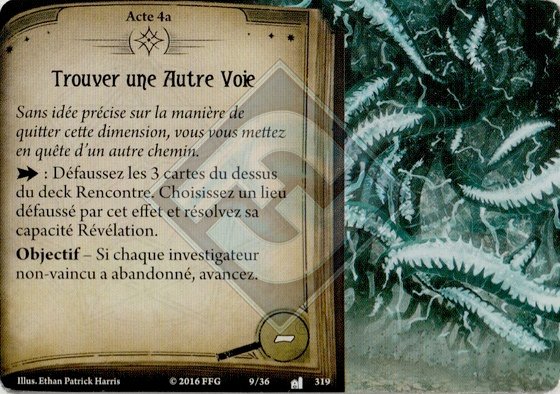 Acte 4a
Trouver une Autre Voie
Sans idée précise sur la manière de
quitter cette dimension, vous vous mettez
en quête d'un autre chemin.
: Défaussez les 3 cartes du dessus
du deck Rencontre. Choisissez un lieu
défaussé par cet effet et résolvez sa
capacité Révélation.
Objectif – Si chaque investigateur
non-vaincu a abandonné, avancez.
–
Illus. Ethan Patrick Harris © 2016 FFG 9/36 319